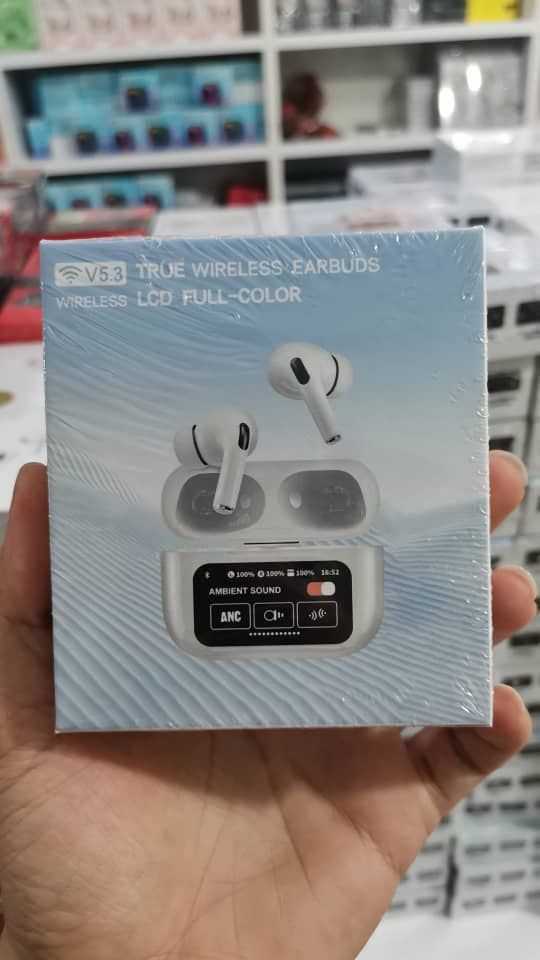 V5.3 TRUE WIRELESS EARBUDS
WIRELESS LCD FULL-COLOR
L 100% R 100% 100% 16:52
AMBIENT SOUND
ANC